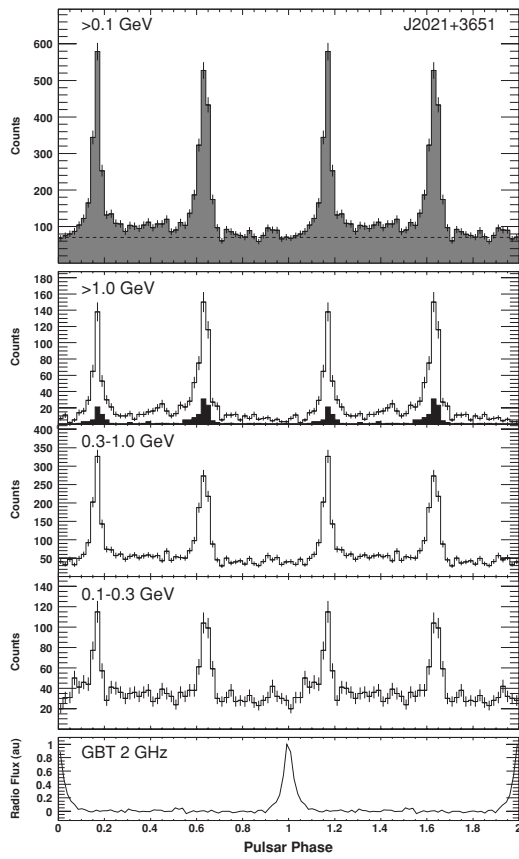 >0.1 GeV
J2021+3651
600
500
400
300
200
100
Counts
>1.0 GeV
180
160
140
120
100
80
60
40
20
Counts
0.3-1.0 GeV
400
350
300
250
200
150
100
50
Counts
0.1-0.3 GeV
140
120
100
80
60
40
20
Counts
GBT 2 GHz
1
0.8
0.6
0.4
0.2
0
Radio Flux (au)
0 0.2 0.4 0.6 0.8 1 1.2 1.4 1.6 1.8 2
Pulsar Phase